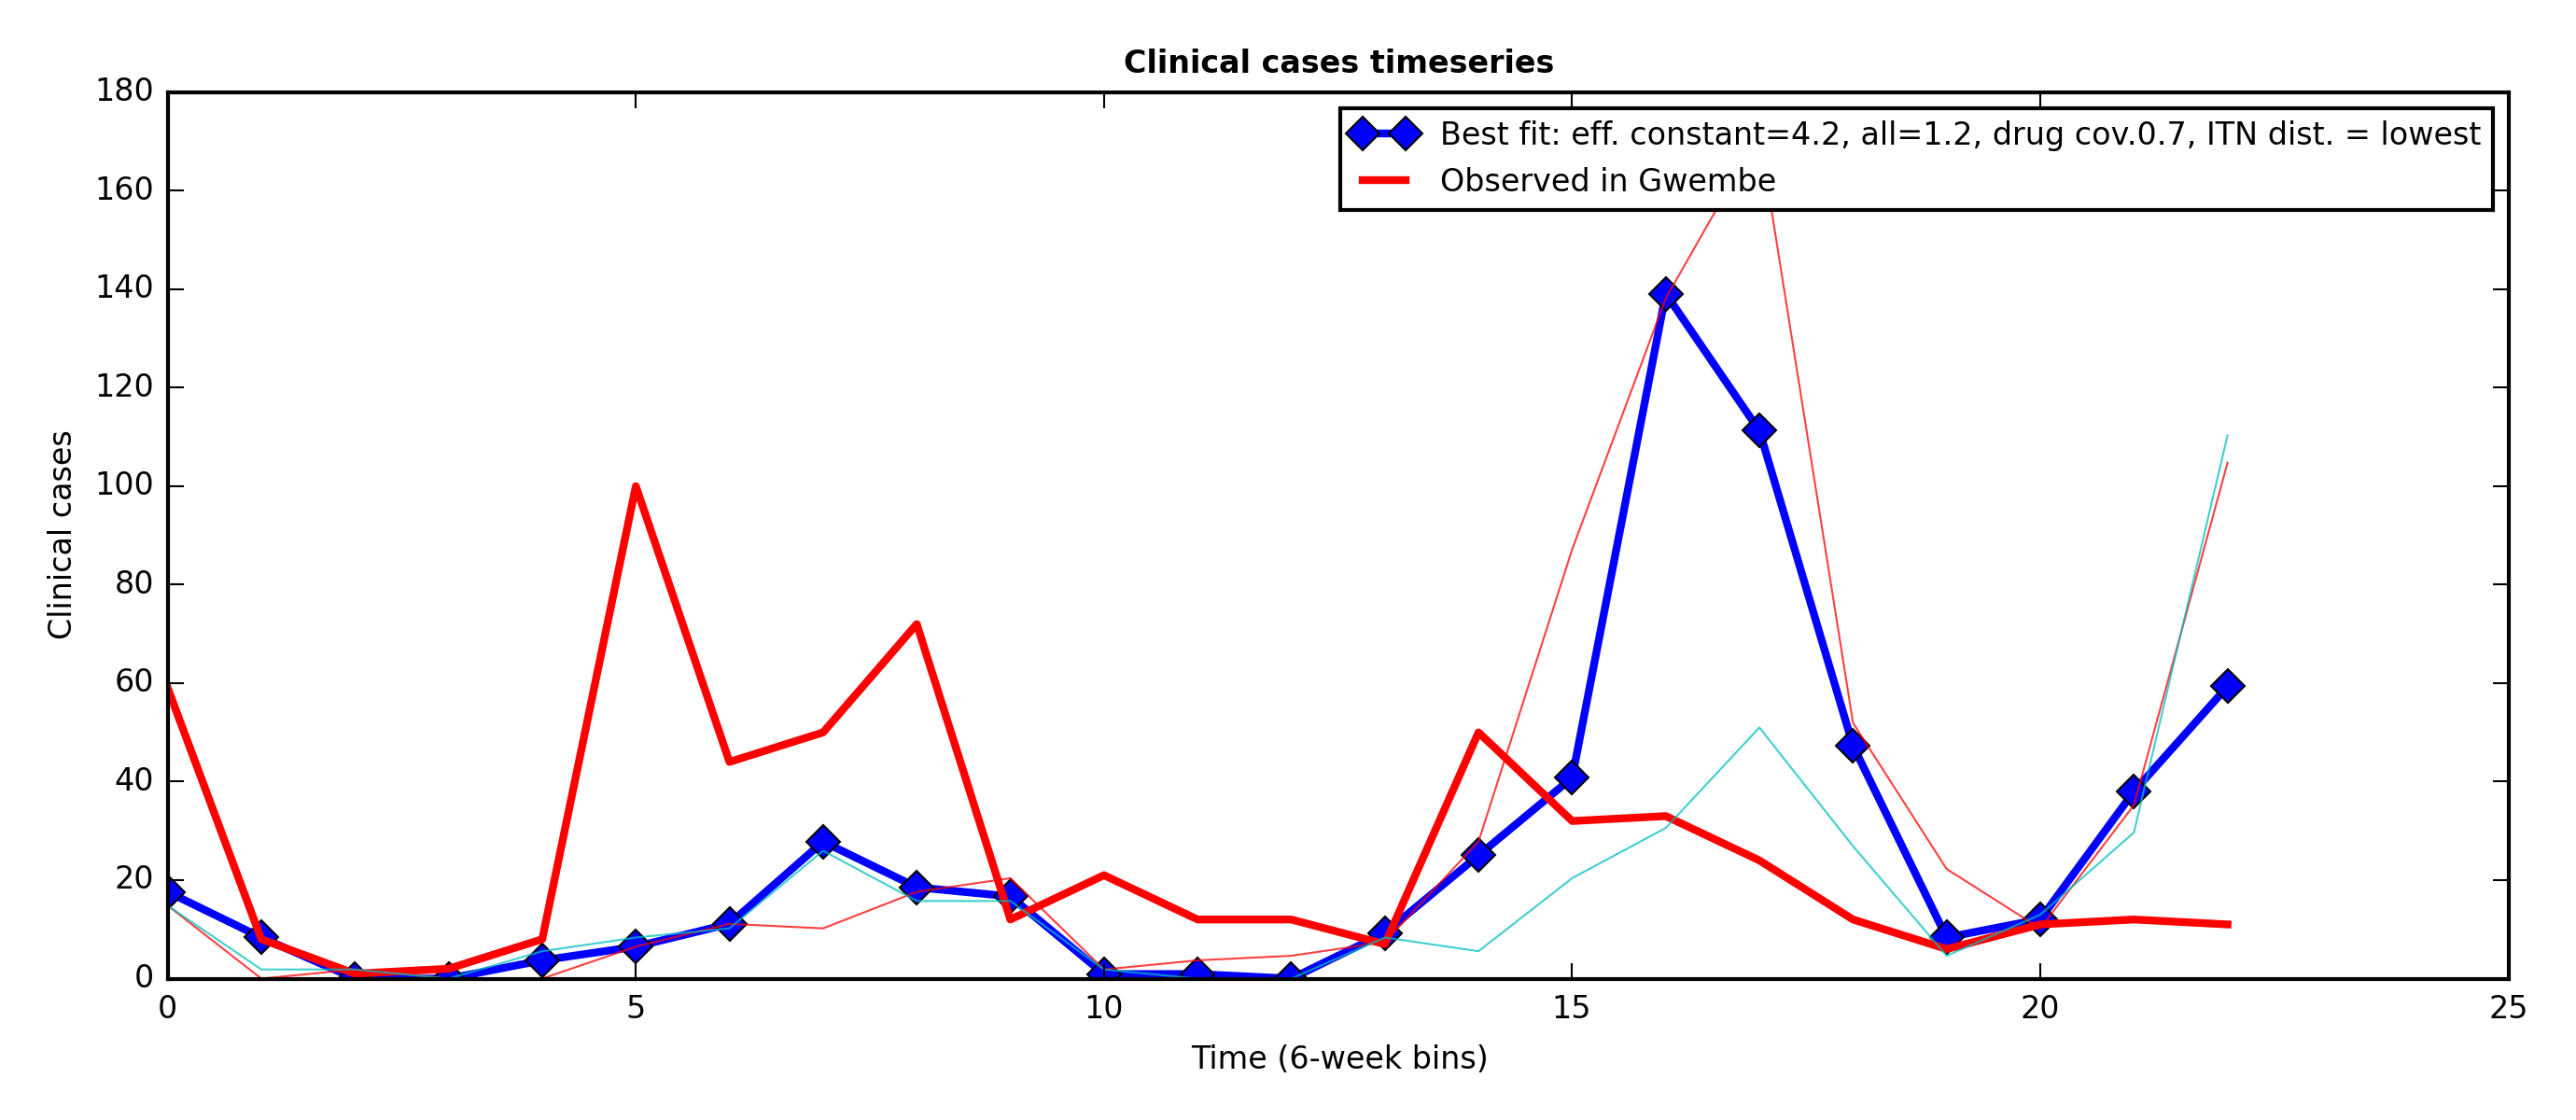 Clinical cases timeseries
180
160
140
120
100
80
60
40
20
0
Clinical cases
Best fit: eff. constant=4.2, all=1.2, drug cov.0.7, ITN dist. = lowest
Observed in Gwembe
0 5 10 15 20 25
Time (6-week bins)